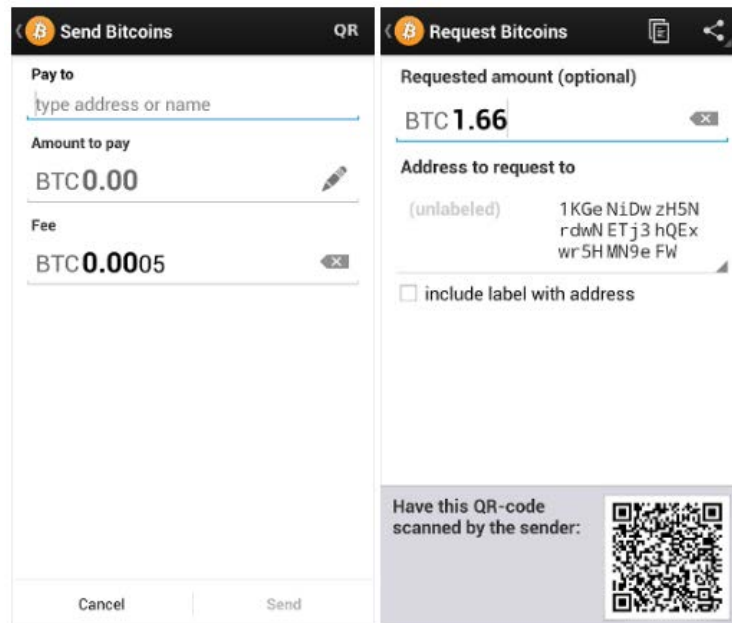 Send Bitcoins QR
Pay to
type address or name
Amount to pay
BTC 0.00
Fee
BTC 0.0005
Cancel Send
Request Bitcoins
Requested amount (optional)
BTC 1.66
Address to request to
(unlabeled) 1KGe NiDw zH5N
rdwN ETj3 hQEx
wr5H MN9e FW
include label with address
Have this QR-code
scanned by the sender: